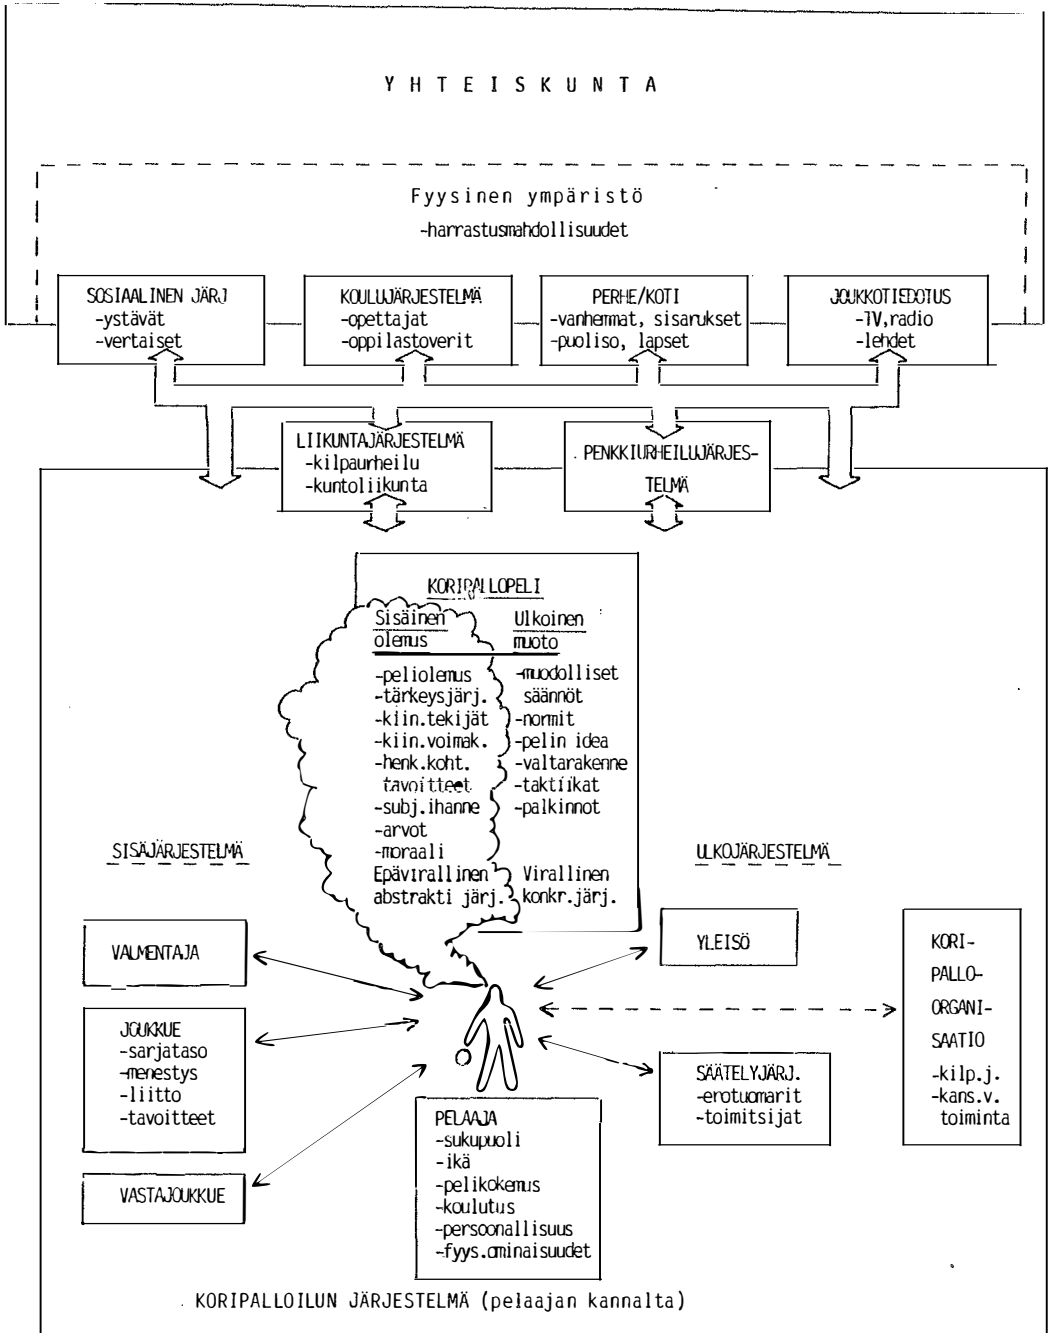 YHTEISKUNTA
Fyysinen ympäristö
-harrastusmahdollisuudet
SOSIAALINEN JÄRJ
-ystävät
-vertaiset
KOULUJÄRJESTELMÄ
-opettajat
-oppilastoverit
PERHE/KOTI
-vanhemmat, sisarukset
-puoliso, lapset
JOUKKOTIEDOTUS
-TV,radio
-lehdet
LIIKUNTAJÄRJESTELMÄ
-kilpaurheilu
-kuntoliikunta
PENKKIURHEILUJÄRJES-
TELMÄ
KORIPALLOPELI
Sisäinen
olemus
-peliolemus
-tärkeysjärj.
-kiin.tekijät
-kiin.voimak.
-henk.koht.
tavoitteet
-subj.ihanne
-arvot
-moraali
Epävirallinen
abstrakti järj.
Ulkoinen
muoto
-muodolliset
säännöt
-normit
-pelin idea
-valtarakenne
-taktiikat
-palkinnot
Virallinen
konkr.järj.
SISÄJÄRJESTELMÄ
ULKOJÄRJESTELMÄ
VALMENTAJA
JOUKKUE
-sarjataso
-menestys
-liitto
-tavoitteet
VASTAJOUKKUE
PELAAJA
-sukupuoli
-ikä
-pelikokemus
-koulutus
-persoonallisuus
-fyys.ominaisuudet
YLEISÖ
SÄÄTELYJÄRJ.
-erotuomarit
-toimitsijat
KORI-
PALLO-
ORGANI-
SAATIO
-kilp.j.
-kans.v.
toiminta
KORIPALLOILUN JÄRJESTELMÄ (pelaajan kannalta)